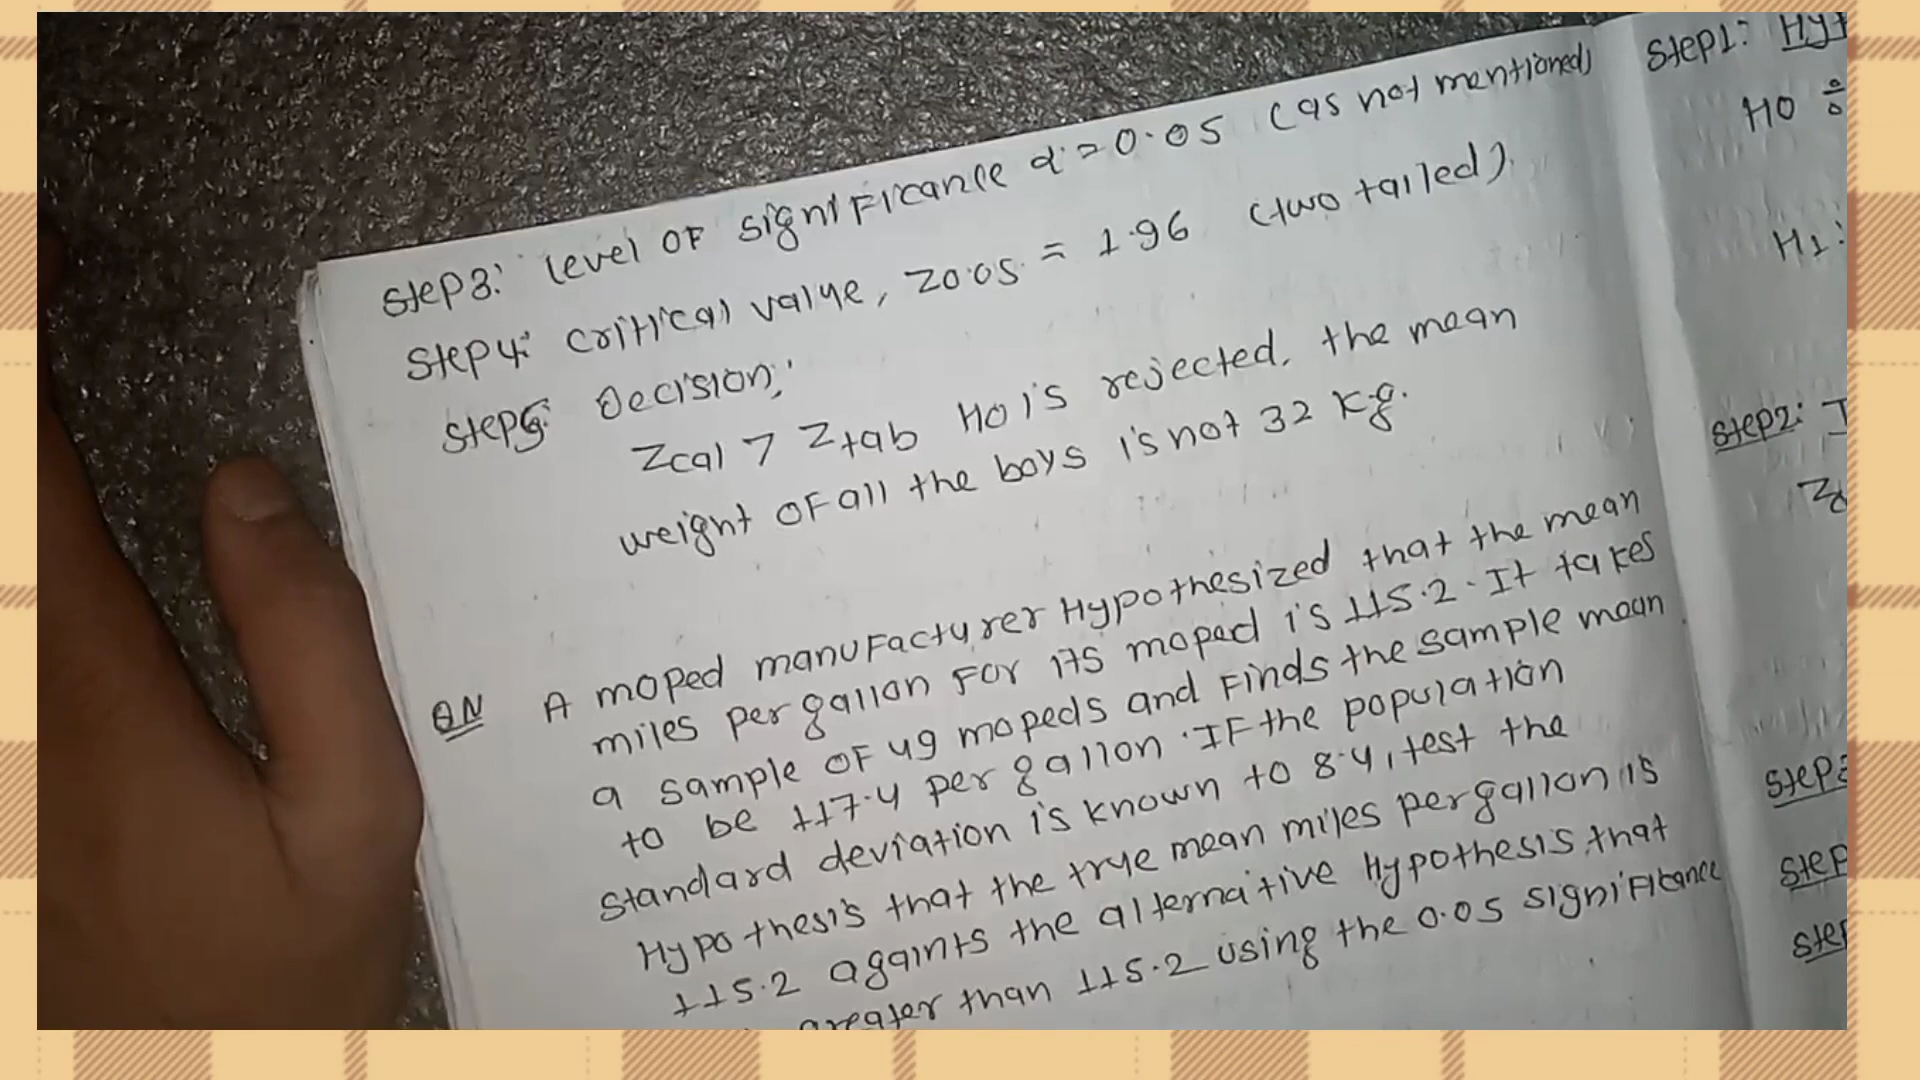 Step3: level OF significance α = 0.05 (as not mentioned)
Step4: critical value, Z0.05 = 1.96 (two tailed).
Step5: Decision:
Zcal > Ztab H0 is rejected. the mean
weight OF all the boys is not 32 kg.
QN A moped manuFacturer Hypothesized that the mean
miles per gallon For its moped is 115.2. It takes
a sample OF 49 mopeds and Finds the sample mean
to be 117.4 per gallon. IF the population
standard deviation is known to 8.4, test the
Hypothesis that the true mean miles per gallon is
115.2 againts the alternative Hypothesis that
greater than 115.2 using the 0.05 signiFicance
Step1:
H0 :
H1 :
Step2:
Step
Step